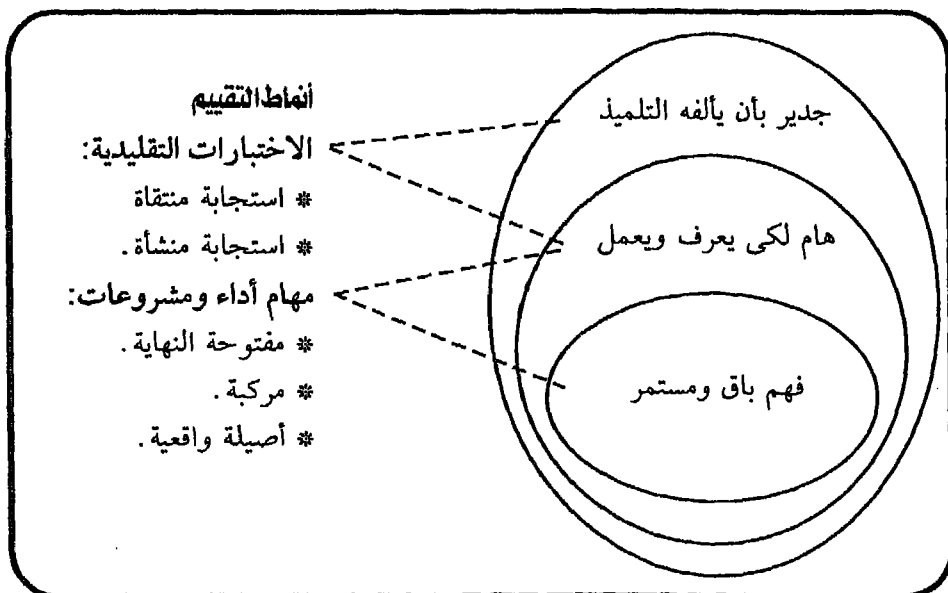 جدير بأن يألفه التلميذ
هام لكى يعرف ويعمل
فهم باق ومستمر
أنماط التقييم
الاختبارات التقليدية:
* استجابة منتقاة
* استجابة منشأة.
مهام أداء ومشروعات:
* مفتوحة النهاية.
* مركبة.
* أصيلة واقعية.